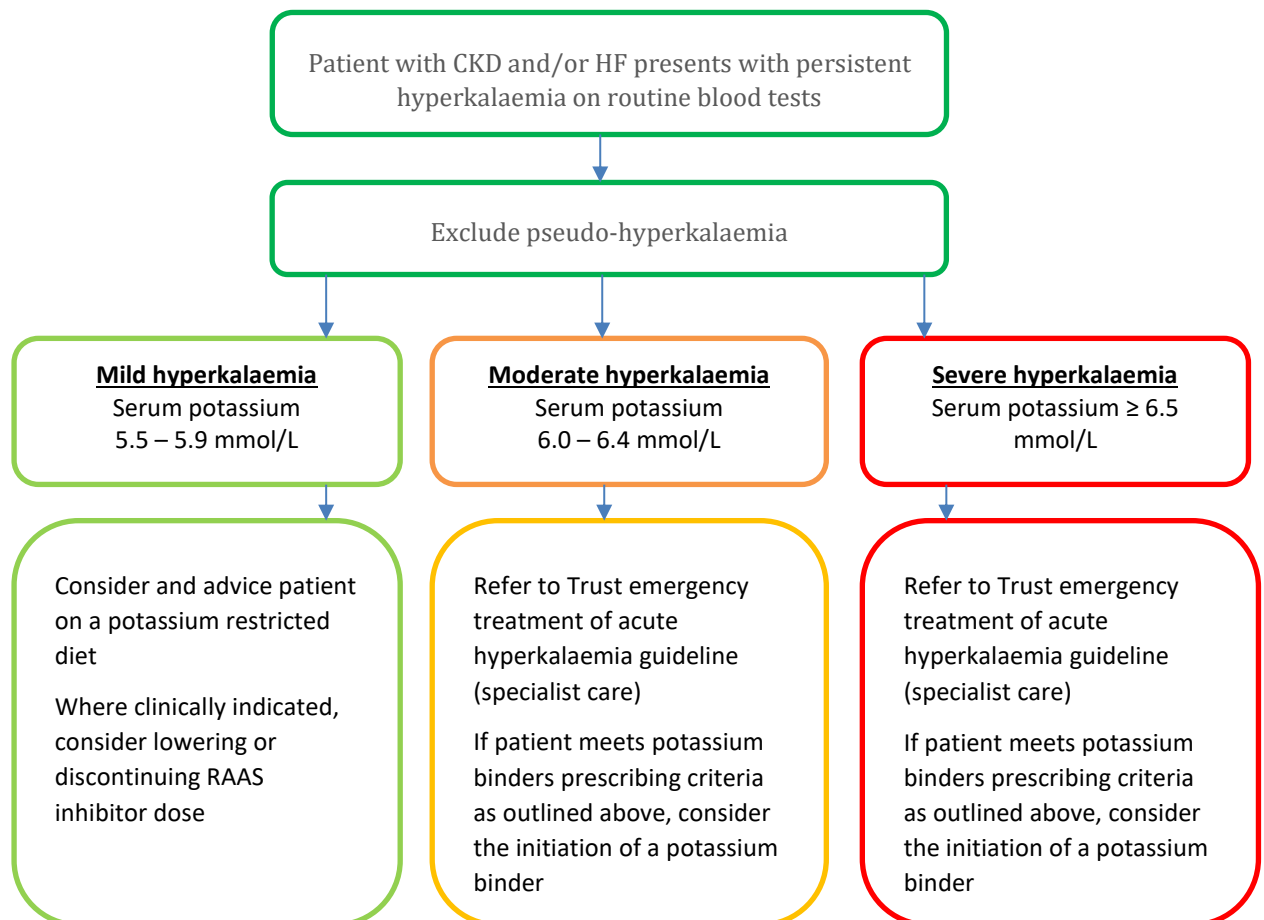 Patient with CKD and/or HF presents with persistent
hyperkalaemia on routine blood tests
Exclude pseudo-hyperkalaemia
Mild hyperkalaemia
Serum potassium
5.5 – 5.9 mmol/L
Moderate hyperkalaemia
Serum potassium
6.0 – 6.4 mmol/L
Severe hyperkalaemia
Serum potassium ≥ 6.5
mmol/L
Consider and advice patient
on a potassium restricted
diet
Where clinically indicated,
consider lowering or
discontinuing RAAS
inhibitor dose
Refer to Trust emergency
treatment of acute
hyperkalaemia guideline
(specialist care)
If patient meets potassium
binders prescribing criteria
as outlined above, consider
the initiation of a potassium
binder
Refer to Trust emergency
treatment of acute
hyperkalaemia guideline
(specialist care)
If patient meets potassium
binders prescribing criteria
as outlined above, consider
the initiation of a potassium
binder